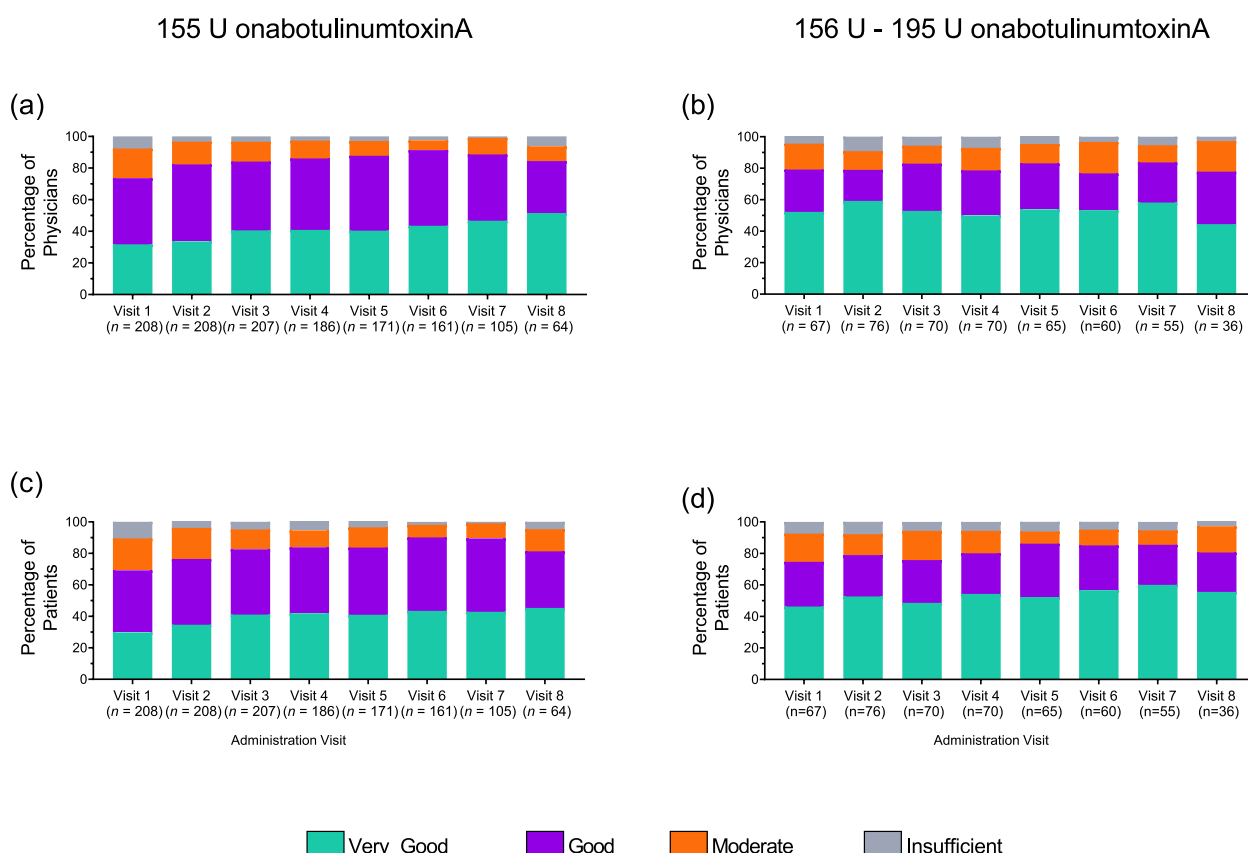 155 U onabotulinumtoxinA
156 U - 195 U onabotulinumtoxinA
(a)
Percentage of
Physicians
100
80
60
40
20
0
Visit 1 Visit 2 Visit 3 Visit 4 Visit 5 Visit 6 Visit 7 Visit 8
(n = 208) (n = 208) (n = 207) (n = 186) (n = 171) (n = 161) (n = 105) (n = 64)
(b)
Percentage of
Physicians
100
80
60
40
20
0
Visit 1 Visit 2 Visit 3 Visit 4 Visit 5 Visit 6 Visit 7 Visit 8
(n = 67) (n = 76) (n = 70) (n = 70) (n = 65) (n=60) (n = 55) (n = 36)
(c)
Percentage of
Patients
100
80
60
40
20
0
Visit 1 Visit 2 Visit 3 Visit 4 Visit 5 Visit 6 Visit 7 Visit 8
(n = 208) (n = 208) (n = 207) (n = 186) (n = 171) (n = 161) (n = 105) (n = 64)
Administration Visit
(d)
Percentage of
Patients
100
80
60
40
20
0
Visit 1 Visit 2 Visit 3 Visit 4 Visit 5 Visit 6 Visit 7 Visit 8
(n=67) (n=76) (n=70) (n=70) (n=65) (n=60) (n=55) (n=36)
Administration Visit
Very Good Good Moderate Insufficient